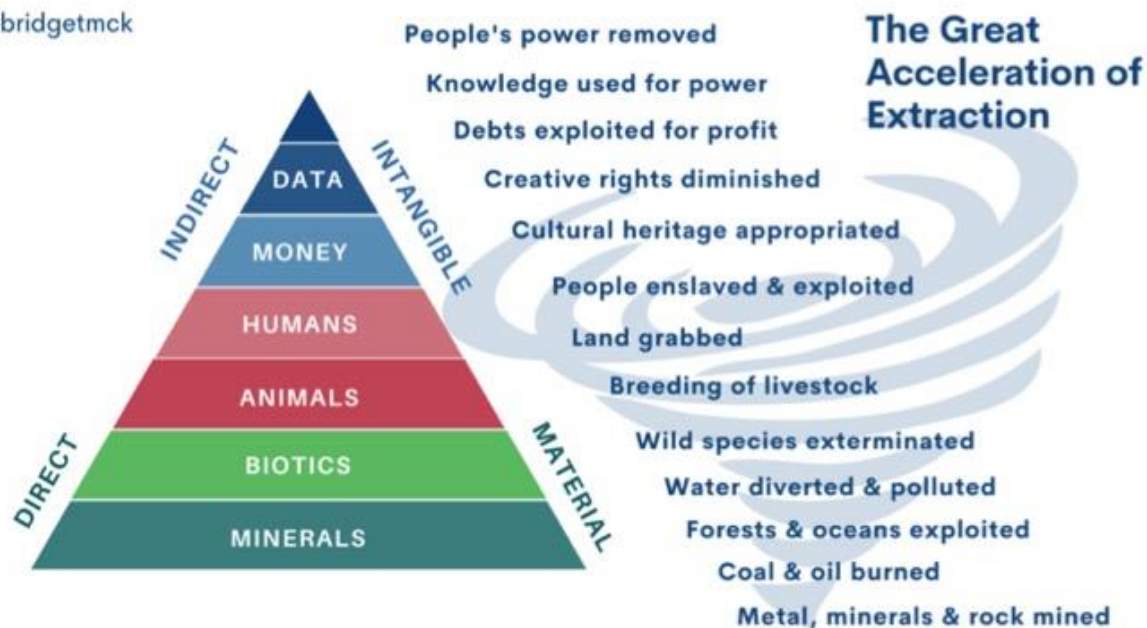 bridgetmck
The Great
Acceleration of
Extraction
People's power removed
Knowledge used for power
Debts exploited for profit
Creative rights diminished
Cultural heritage appropriated
People enslaved & exploited
Land grabbed
Breeding of livestock
Wild species exterminated
Water diverted & polluted
Forests & oceans exploited
Coal & oil burned
Metal, minerals & rock mined
INDIRECT
INTANGIBLE
DATA
MONEY
HUMANS
ANIMALS
BIOTICS
MINERALS
DIRECT
MATERIAL